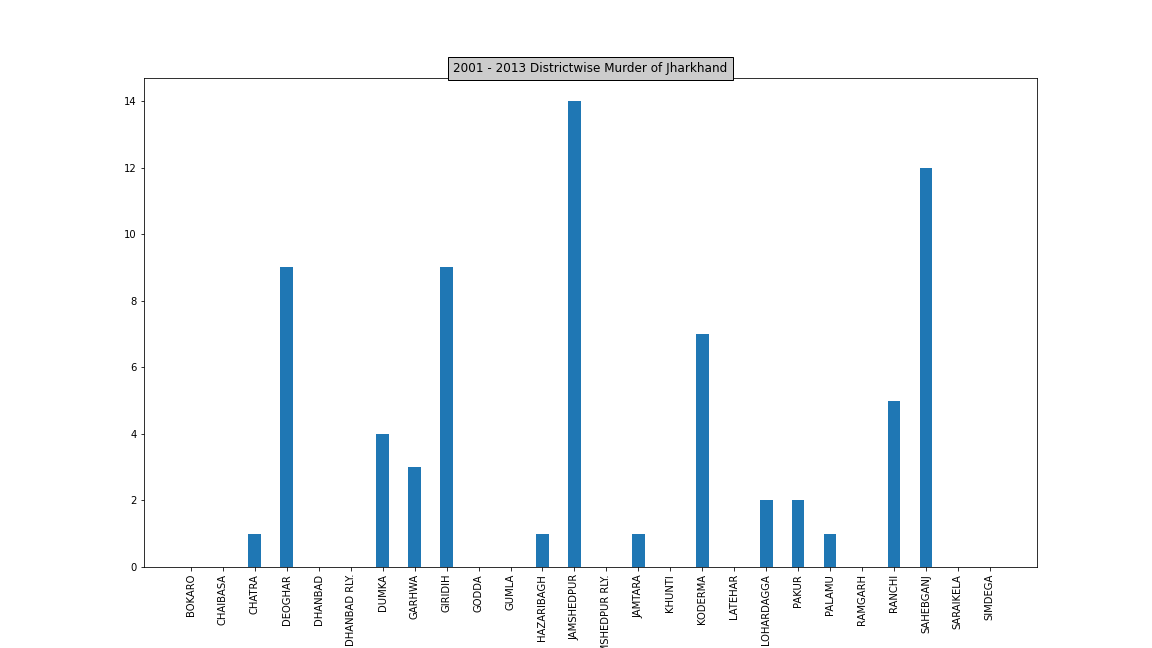 2001 - 2013 Districtwise Murder of Jharkhand
14
12
10
8
6
4
2
0
BOKARO
CHAIBASA
CHATRA
DEOGHAR
DHANBAD
DHANBAD RLY.
DUMKA
GARHWA
GIRIDIH
GODDA
GUMLA
HAZARIBAGH
JAMSHEDPUR
MSHEDPUR RLY.
JAMTARA
KHUNTI
KODERMA
LATEHAR
LOHARDAGGA
PAKUR
PALAMU
RAMGARH
RANCHI
SAHEBGANJ
SARAIKELA
SIMDEGA